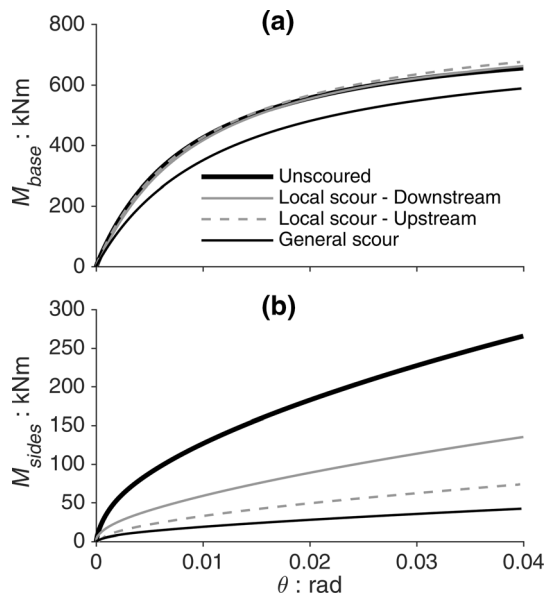 (a)
800
600
400
200
0
M_base : kNm
Unscoured
Local scour - Downstream
Local scour - Upstream
General scour
(b)
300
250
200
150
100
50
0
M_sides : kNm
0 0.01 0.02 0.03 0.04
θ : rad